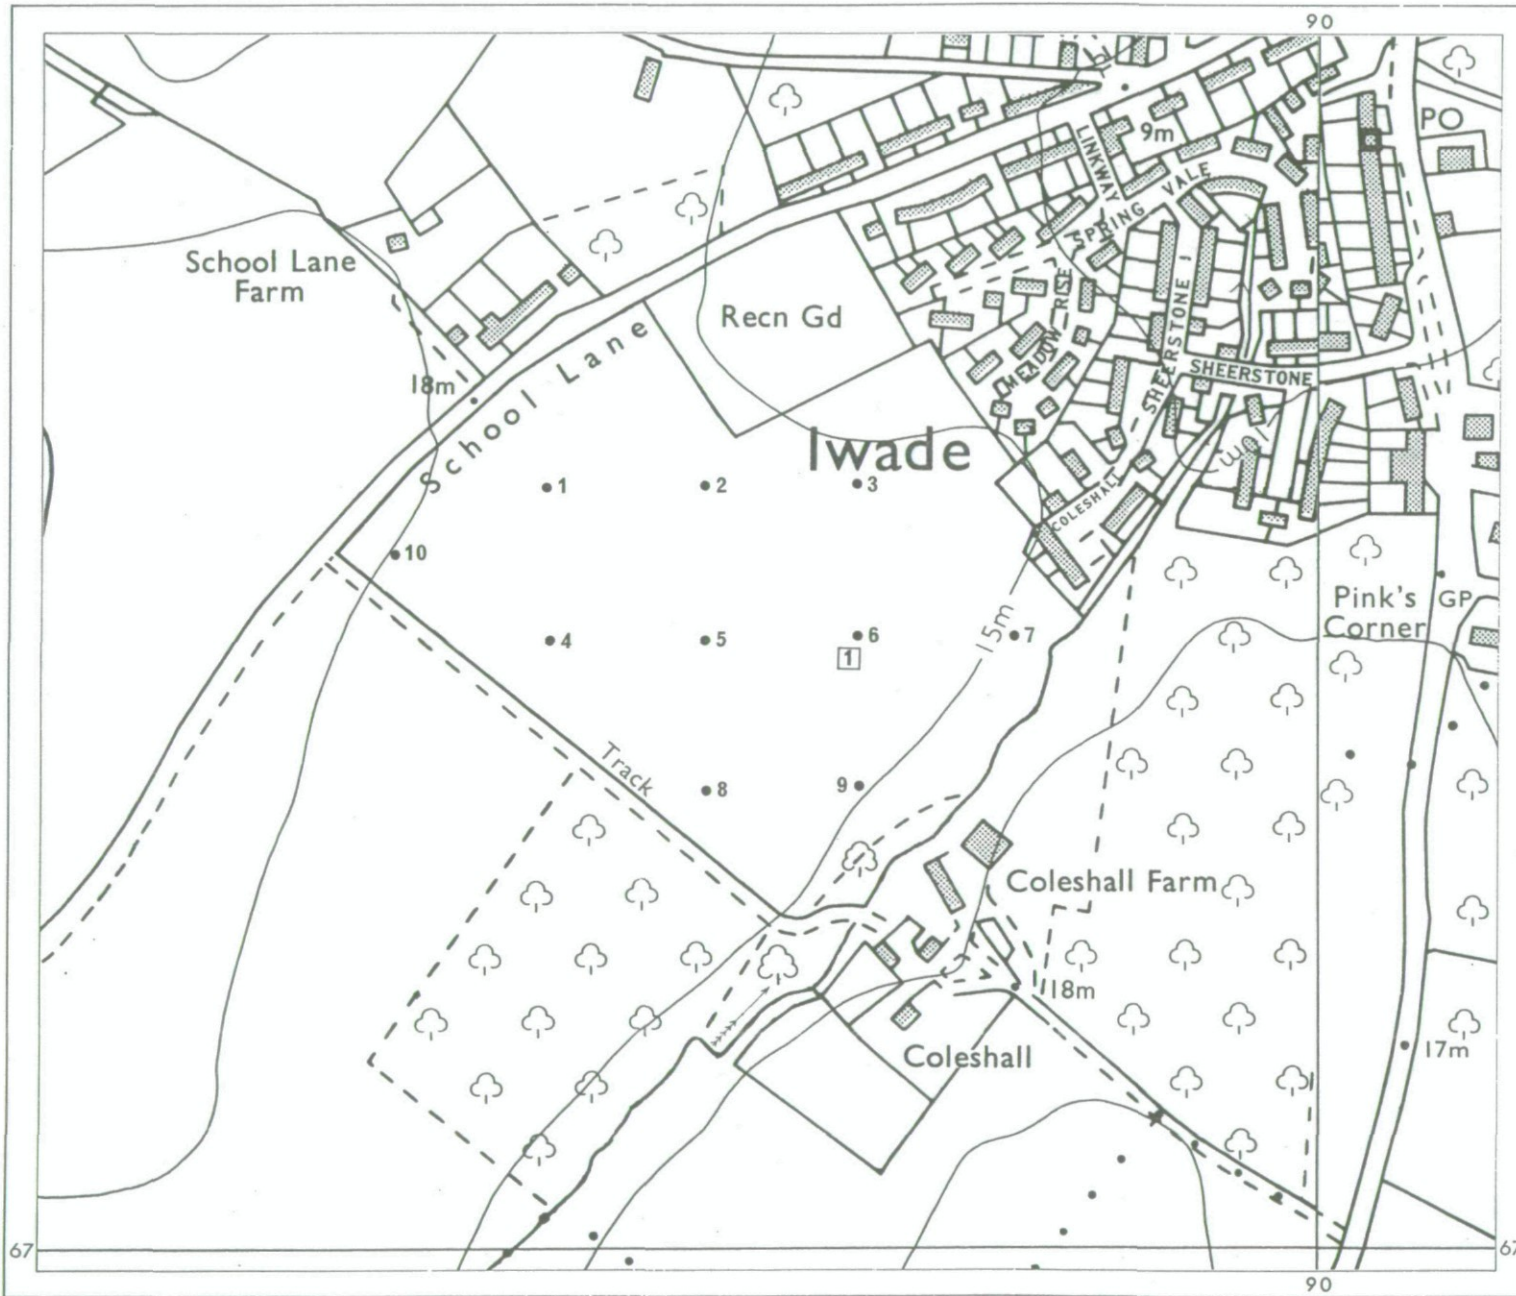 90
PO
9m
LINKWAY
SPRING VALE
School Lane
Farm
MEADOW RISE
SHEERSTONE
Recn Gd
SHEERSTONE
18m
School Lane
Iwade
10m
1
2
3
COLESHALL
10
Pink's
Corner
GP
4
5
6
7
15m
1
Track
8
9
Coleshall Farm
18m
Coleshall
17m
67
67
90